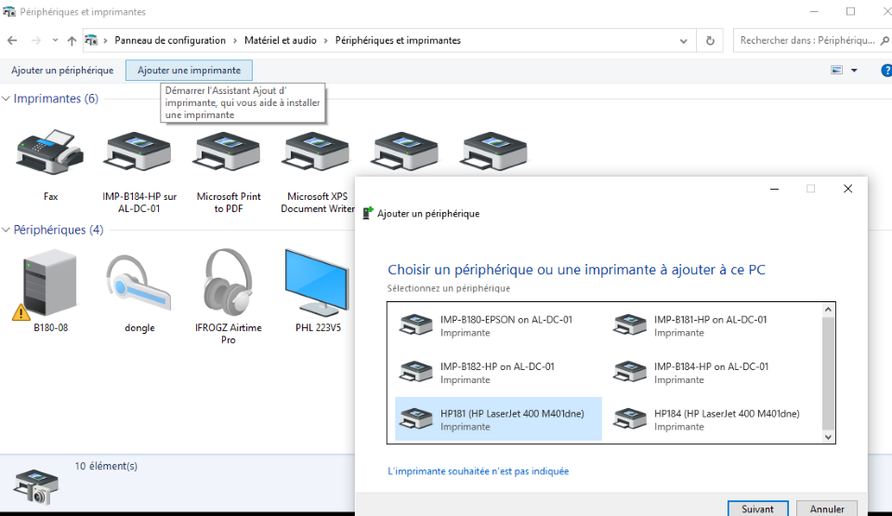 Périphériques et imprimantes
Panneau de configuration > Matériel et audio > Périphériques et imprimantes
Rechercher dans : Périphériqu...
Ajouter un périphérique
Ajouter une imprimante
?
Démarrer l'Assistant Ajout d'
imprimante, qui vous aide à installer
une imprimante
Imprimantes (6)
Fax
IMP-B184-HP sur
AL-DC-01
Microsoft Print
to PDF
Microsoft XPS
Document Writer
Périphériques (4)
B180-08
dongle
IFROGZ Airtime
Pro
PHL 223V5
10 élément(s)
Ajouter un périphérique
Choisir un périphérique ou une imprimante à ajouter à ce PC
Sélectionnez un périphérique
IMP-B180-EPSON on AL-DC-01
Imprimante
IMP-B181-HP on AL-DC-01
Imprimante
IMP-B182-HP on AL-DC-01
Imprimante
IMP-B184-HP on AL-DC-01
Imprimante
HP181 (HP LaserJet 400 M401dne)
Imprimante
HP184 (HP LaserJet 400 M401dne)
Imprimante
L'imprimante souhaitée n'est pas indiquée
Suivant
Annuler